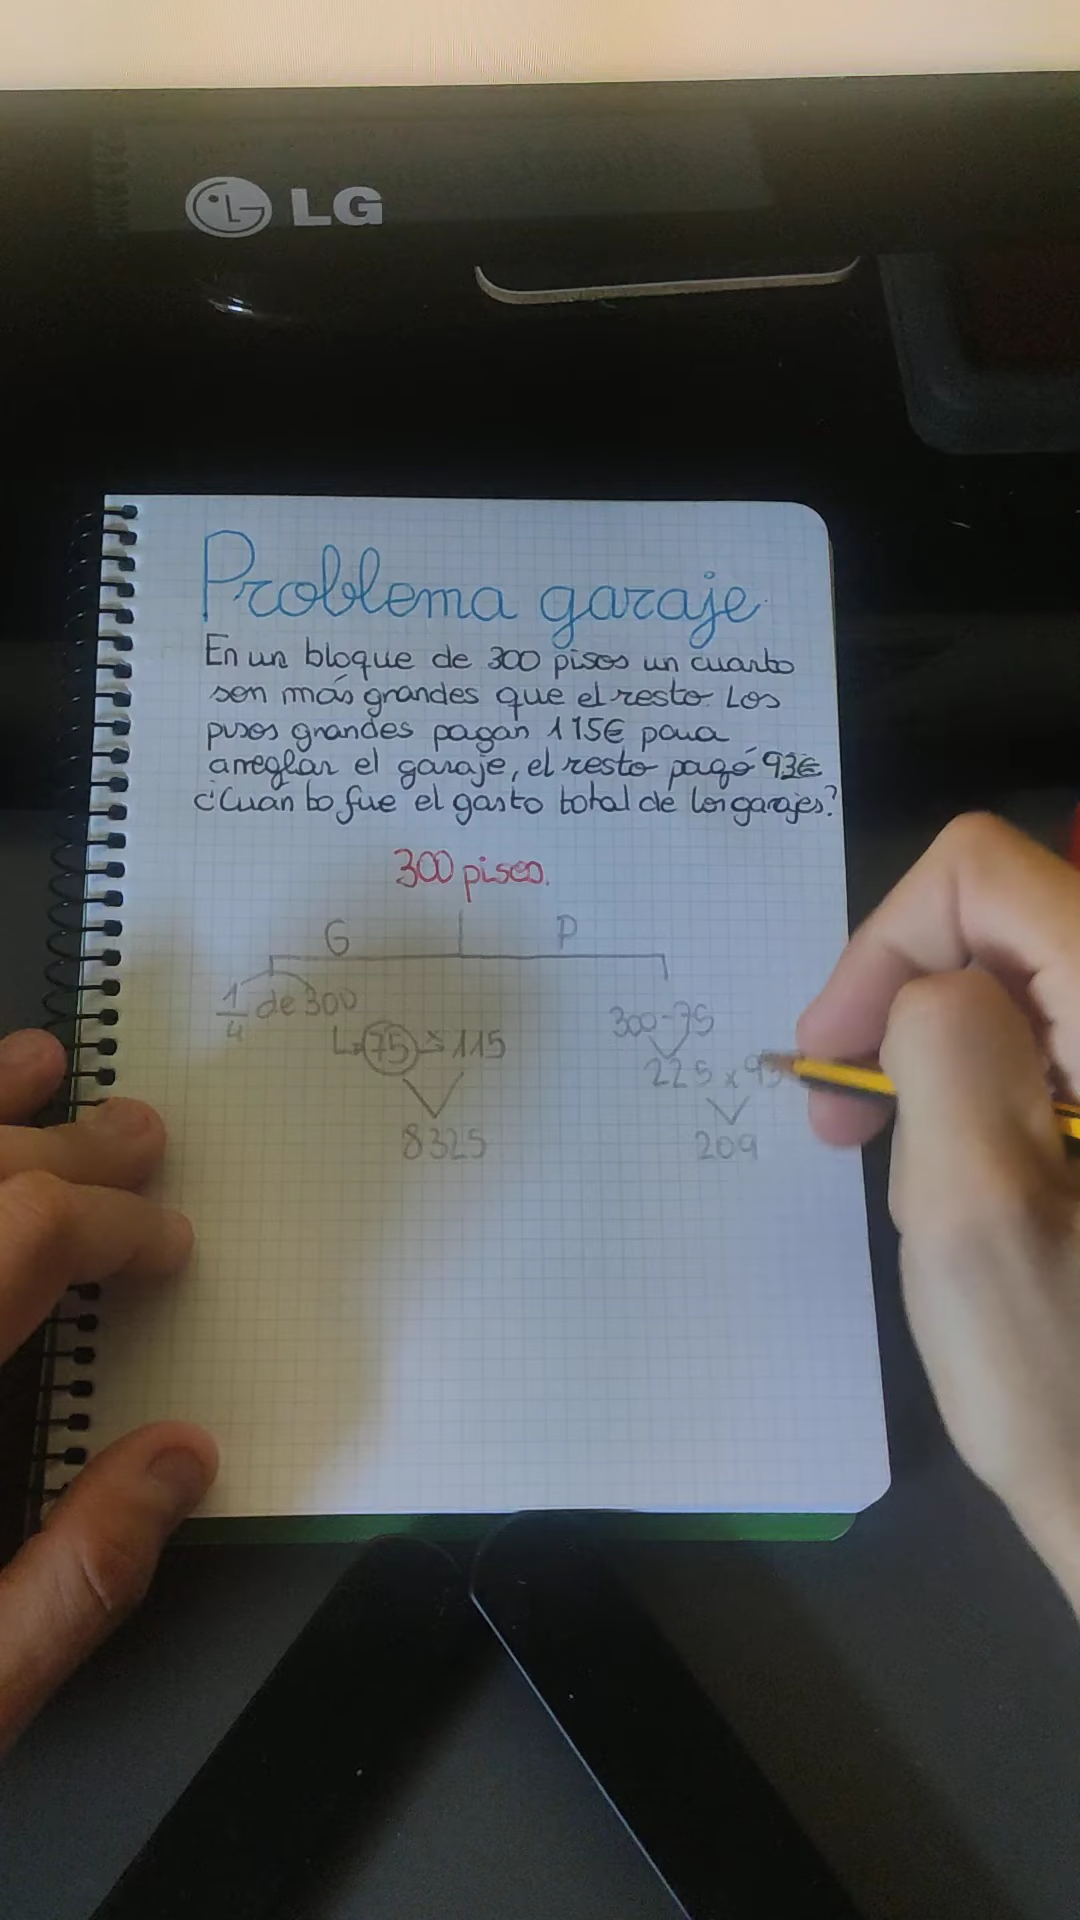 LG
Problema garaje
En un bloque de 300 pisos un cuarto
son más grandes que el resto. Los
pisos grandes pagan 115€ para
arreglar el garaje, el resto pagó 93€
¿Cuánto fue el gasto total de los garajes?
300 pisos.
G P
1/4 de 300
300-75
75 x 115
225 x 93
8325
209